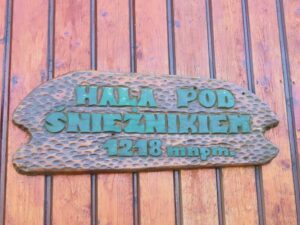 HALA POD
ŚNIEŻNIKIEM
1218 mnpm.